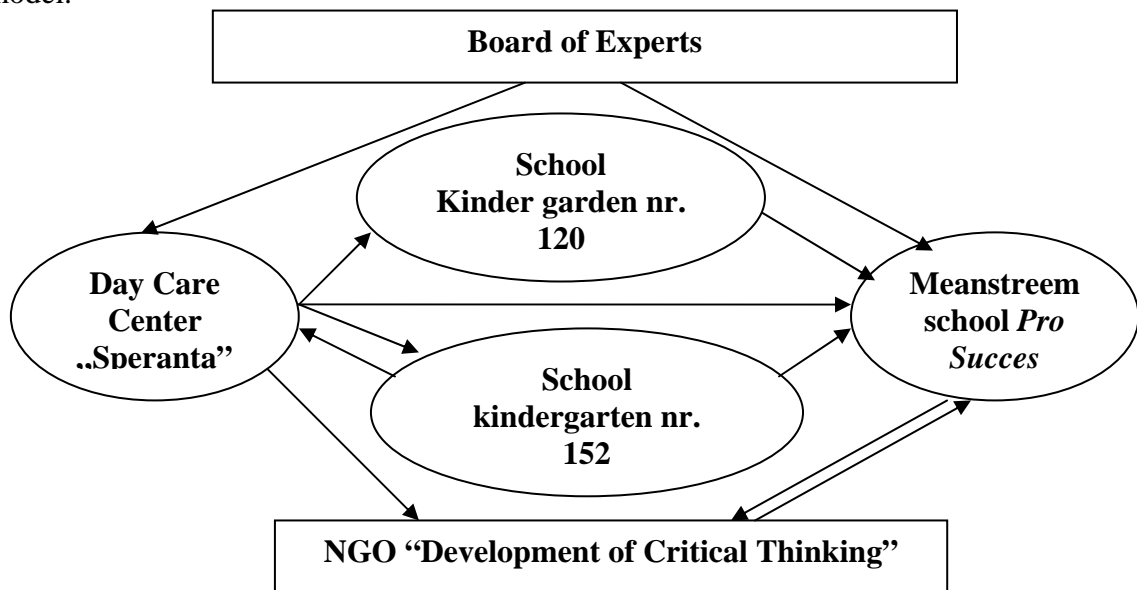 Board of Experts
School
Kinder garden nr.
120
Day Care
Center
„Speranta”
Meanstreem
school Pro
Succes
School
kindergarten nr.
152
NGO “Development of Critical Thinking”